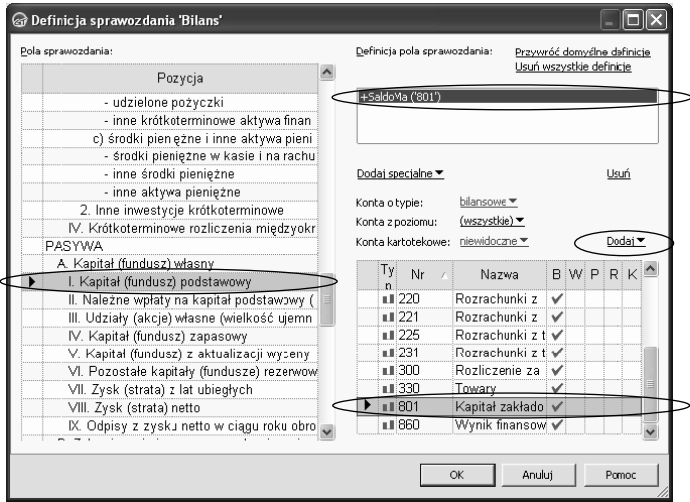 Definicja sprawozdania 'Bilans'
Pola sprawozdania:
Pozycja
- udzielone pożyczki
- inne krótkoterminowe aktywa finan
c) środki pieniężne i inne aktywa pieni
- środki pieniężne w kasie i na rachu
- inne środki pieniężne
- inne aktywa pieniężne
2. Inne inwestycje krótkoterminowe
IV. Krótkoterminowe rozliczenia międzyokr
PASYWA
A. Kapitał (fundusz) własny
I. Kapitał (fundusz) podstawowy
II. Należne wpłaty na kapitał podstawowy (
III. Udziały (akcje) własne (wielkość ujemn
IV. Kapitał (fundusz) zapasowy
V. Kapitał (fundusz) z aktualizacji wyceny
VI. Pozostałe kapitały (fundusze) rezerwow
VII. Zysk (strata) z lat ubiegłych
VIII. Zysk (strata) netto
IX. Odpisy z zysku netto w ciągu roku obro
Definicja pola sprawozdania:
Przywróć domyślne definicje
Usuń wszystkie definicje
+SaldoMa ('801')
Dodaj specjalne
Usuń
Konta o typie: bilansowe
Konta z poziomu: (wszystkie)
Konta kartotekowe: niewidoczne
Dodaj
Typ Nr Nazwa B W P R K
220 Rozrachunki z
221 Rozrachunki z
225 Rozrachunki z t
231 Rozrachunki z t
300 Rozliczenie za
330 Towary
801 Kapitał zakłado
860 Wynik finansow
OK Anuluj Pomoc